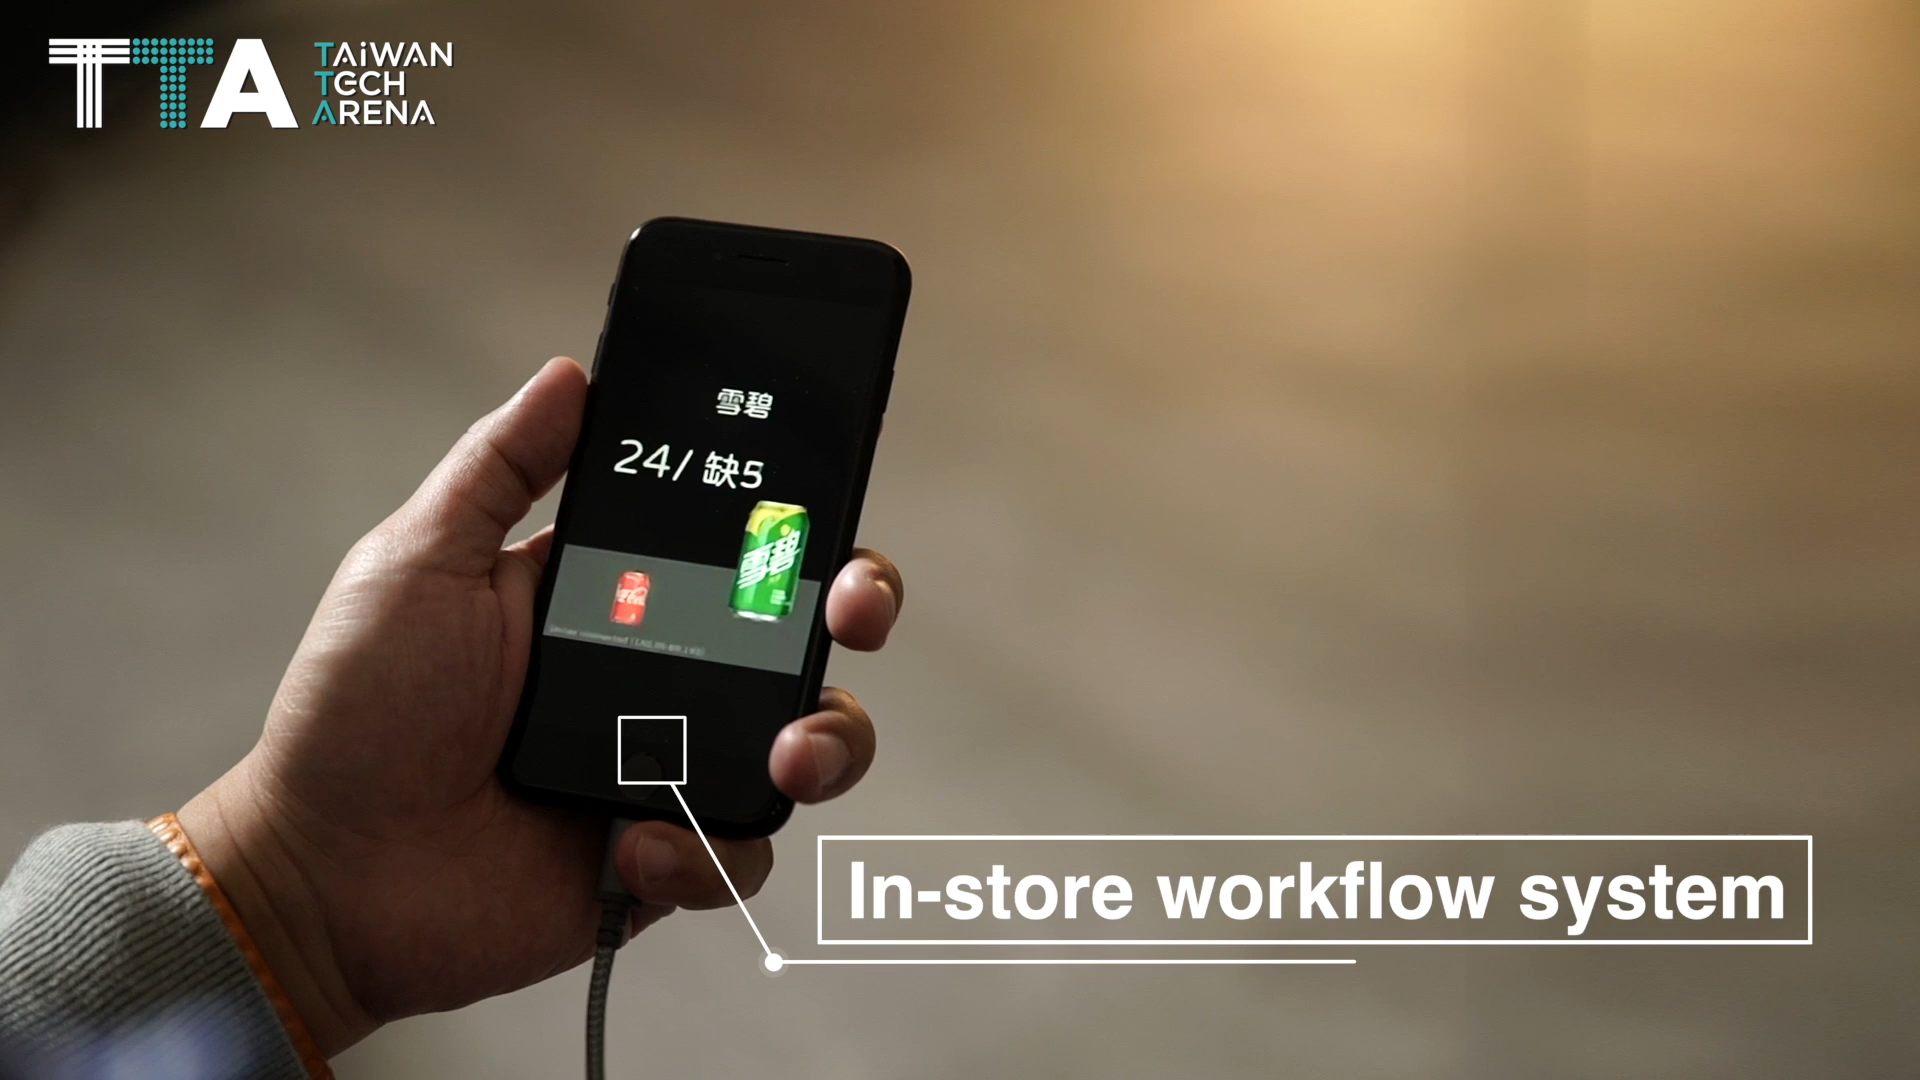 TTA
TAiWAN
TECH
ARENA
雪碧
24/ 缺5
雪碧
In-store workflow system